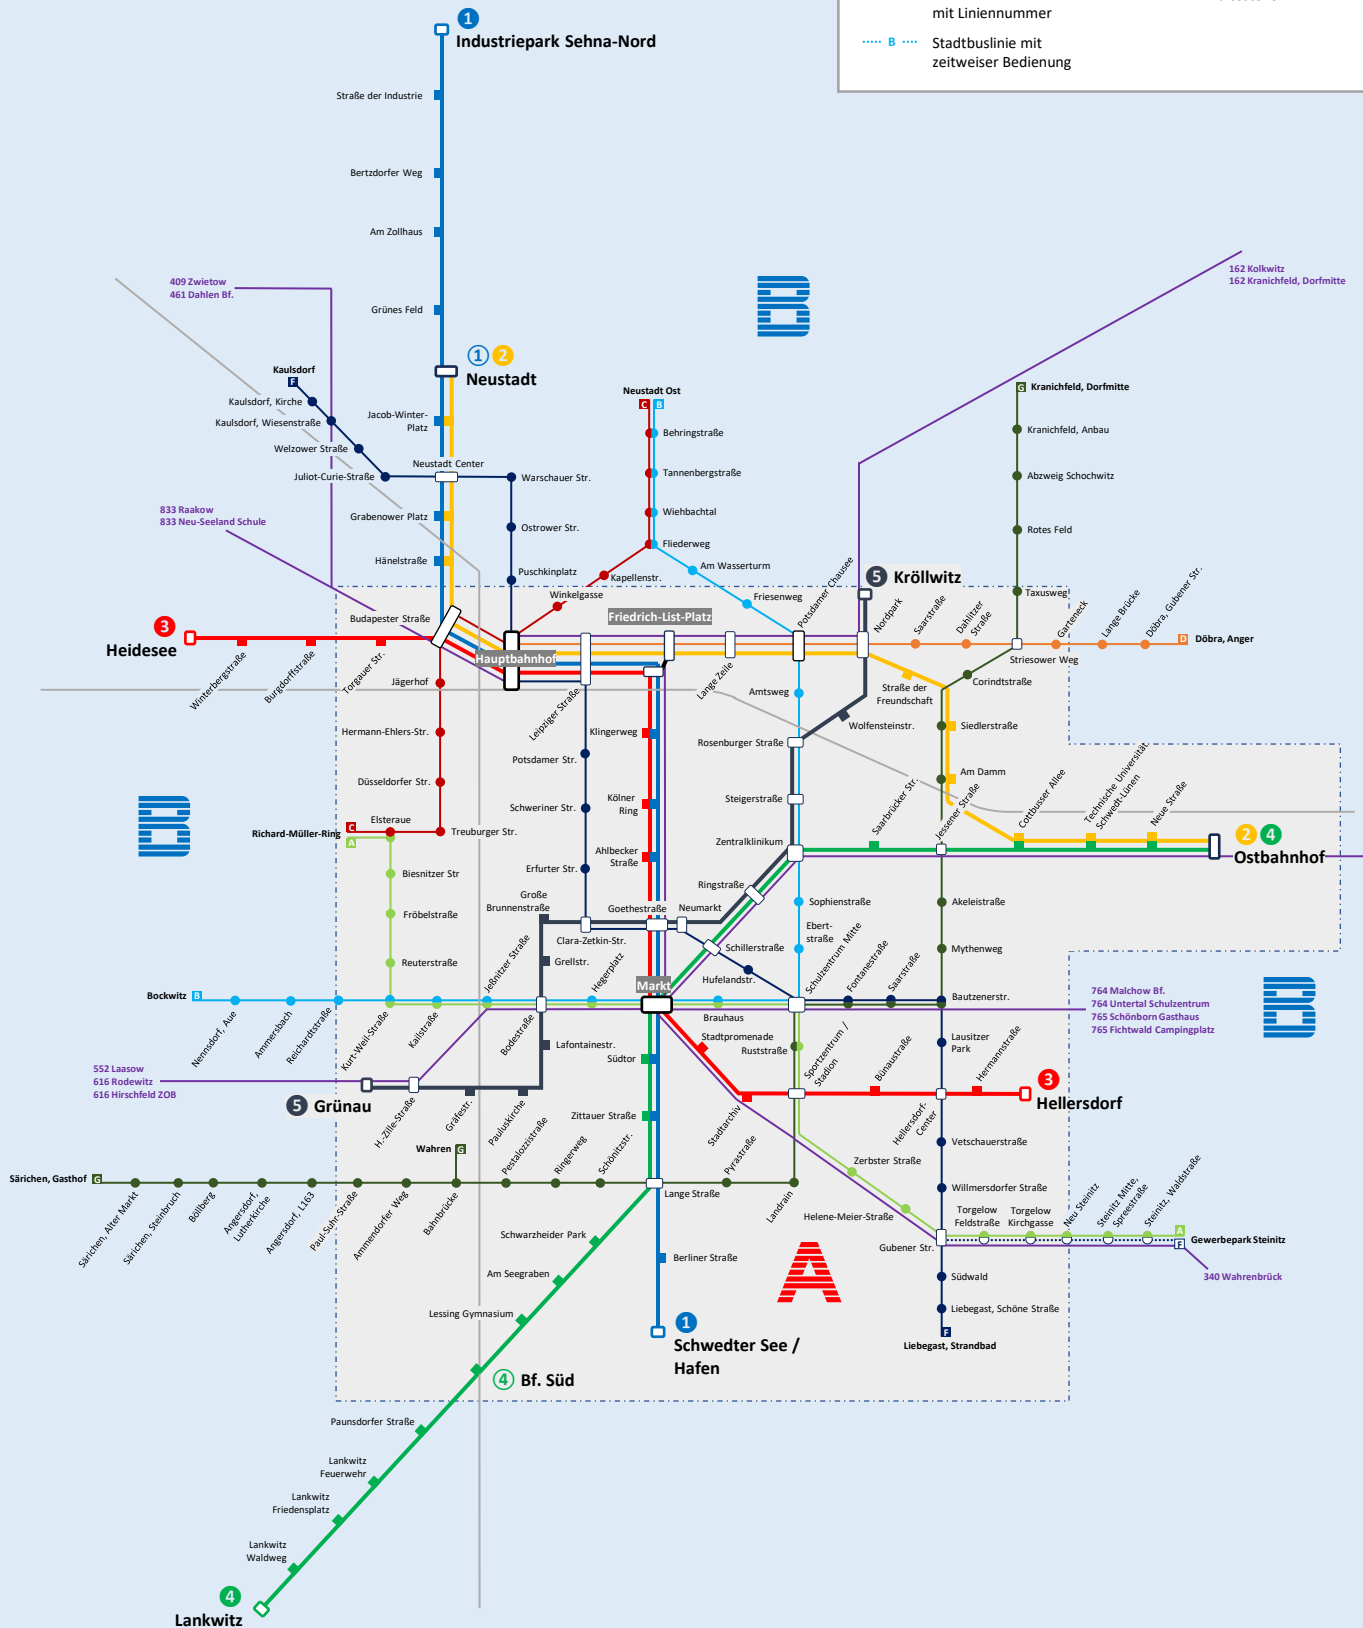 mit Liniennummer
B
Stadtbuslinie mit
zeitweiser Bedienung
1
Industriepark Sehna-Nord
Straße der Industrie
Bertzdorfer Weg
Am Zollhaus
Grünes Feld
409 Zwietow
461 Dahlen Bf.
162 Kolkwitz
162 Kranichfeld, Dorfmitte
B
1 2
Neustadt
Kaulsdorf
F
Kaulsdorf, Kirche
Kaulsdorf, Wiesenstraße
Welzower Straße
Juliot-Curie-Straße
Jacob-Winter-
Platz
Neustadt Center
Warschauer Str.
Grabenower Platz
Ostrower Str.
Hänelstraße
Puschkinplatz
Neustadt Ost
C B
Behringstraße
Tannenbergstraße
Wiehbachtal
Fliederweg
Kapellenstr.
Winkelgasse
Am Wasserturm
Friesenweg
G Kranichfeld, Dorfmitte
Kranichfeld, Anbau
Abzweig Schochwitz
Rotes Feld
Taxusweg
833 Raakow
833 Neu-Seeland Schule
Budapester Straße
3
Heidesee
Winterbergstraße
Burgdorffstraße
Torgauer Str.
Hauptbahnhof
Friedrich-List-Platz
Leipziger Straße
Lange Zeile
Potsdamer Chausee
5 Kröllwitz
Nordpark
Saarstraße
Dahlitzer
Straße
Striesower Weg
Garteneck
Lange Brücke
Döbra, Gubener Str.
D Döbra, Anger
Jägerhof
Hermann-Ehlers-Str.
Düsseldorfer Str.
Treuburger Str.
Elsteraue
C
Richard-Müller-Ring
A
Biesnitzer Str
Fröbelstraße
Reuterstraße
B
Klingerweg
Kölner
Ring
Ahlbecker
Straße
Potsdamer Str.
Schweriner Str.
Erfurter Str.
Amtsweg
Rosenburger Straße
Wolfensteinstr.
Steigerstraße
Zentralklinikum
Ringstraße
Straße der
Freundschaft
Corindtstraße
Siedlerstraße
Am Damm
Saarbrücker Str.
Jessener Straße
Cottbusser Allee
Technische Universität
Schwedt-Lünen
Neue Straße
2 4
Ostbahnhof
Große
Brunnenstraße
Clara-Zetkin-Str.
Goethestraße
Neumarkt
Schillerstraße
Hufelandstr.
Sophienstraße
Ebert-
straße
Akeleistraße
Mythenweg
Grellstr.
Jeßnitzer Straße
Hegerplatz
Markt
Brauhaus
Schulzentrum Mitte
Fontanestraße
Saarstraße
Bautzenerstr.
Bockwitz B
Nennsdorf, Aue
Ammersbach
Reichardtstraße
Kurt-Weil-Straße
Kailstraße
Bodestraße
B
764 Malchow Bf.
764 Untertal Schulzentrum
765 Schönborn Gasthaus
765 Fichtwald Campingplatz
Lafontainestr.
Südtor
Stadtpromenade
Ruststraße
Sportzentrum /
Stadion
Lausitzer
Park
Bünaustraße
Hermannstraße
3
Hellersdorf
Hellersdorf-
Center
552 Laasow
616 Rodewitz
616 Hirschfeld ZOB
5 Grünau
H.-Zille-Straße
Gräfestr.
Pauluskirche
Zittauer Straße
Stadtarchiv
Wahren
G
Pestalozzistraße
Ringerweg
Schönitzstr.
Pyrastraße
Vetschauerstraße
Zerbster Straße
Särichen, Gasthof G
Särichen, Alter Markt
Särichen, Steinbruch
Böllberg
Angersdorf,
Lutherkirche
Angersdorf, L163
Paul-Suhr-Straße
Ammendorfer Weg
Bahnbrücke
Lange Straße
Landrain
Willmersdorfer Straße
Helene-Meier-Straße
Gubener Str.
Torgelow
Feldstraße
Torgelow
Kirchgasse
Neu Steinitz
Steinitz Mitte,
Spreestraße
Steinitz, Waldstraße
A
Gewerbepark Steinitz
F
340 Wahrenbrück
Schwarzheider Park
Am Seegraben
Lessing Gymnasium
Berliner Straße
A
Südwald
Liebegast, Schöne Straße
F
Liebegast, Strandbad
1
Schwedter See /
Hafen
4 Bf. Süd
Paunsdorfer Straße
Lankwitz
Feuerwehr
Lankwitz
Friedensplatz
Lankwitz
Waldweg
4
Lankwitz